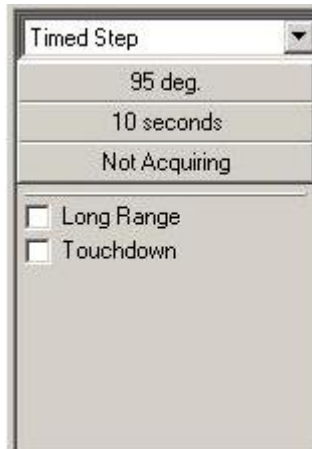 Timed Step
95 deg.
10 seconds
Not Acquiring
Long Range
Touchdown